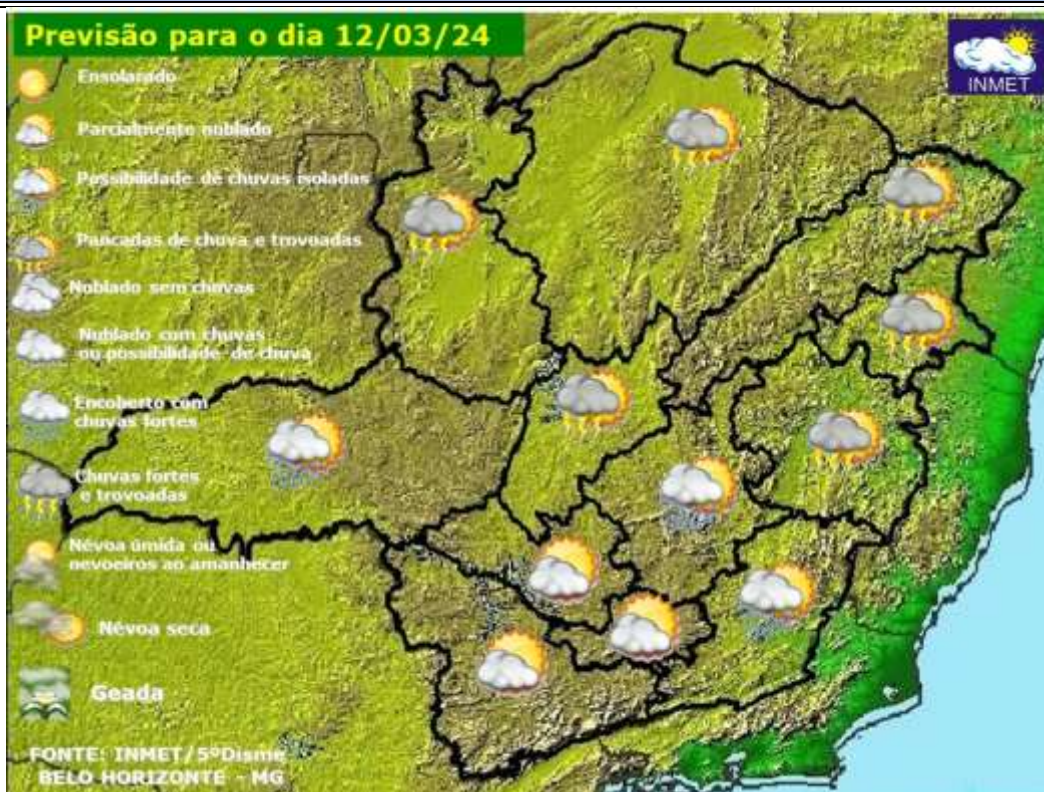 Previsão para o dia 12/03/24
INMET
Ensolarado
Parcialmente nublado
Possibilidade de chuvas isoladas
Pancadas de chuva e trovoadas
Noblado sem chuvas
Nublado com chuvas
ou possibilidade de chuva
Encoberto com
chuvas fortes
Chuvas fortes
e trovoadas
Névoa úmida ou
nevoeiros ao amanhecer
Névoa seca
Geada
FONTE: INMET/5ºDisme
BELO HORIZONTE - MG